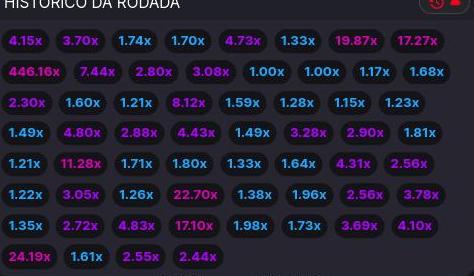 HISTÓRICO DA RODADA
4.15x 3.70x 1.74x 1.70x 4.73x 1.33x 19.87x 17.27x
446.16x 7.44x 2.80x 3.08x 1.00x 1.00x 1.17x 1.68x
2.30x 1.60x 1.21x 8.12x 1.59x 1.28x 1.15x 1.23x
1.49x 4.80x 2.88x 4.43x 1.49x 3.28x 2.90x 1.81x
1.21x 11.28x 1.71x 1.80x 1.33x 1.64x 4.31x 2.56x
1.22x 3.05x 1.26x 22.70x 1.38x 1.96x 2.56x 3.78x
1.35x 2.72x 4.83x 17.10x 1.98x 1.73x 3.69x 4.10x
24.19x 1.61x 2.55x 2.44x